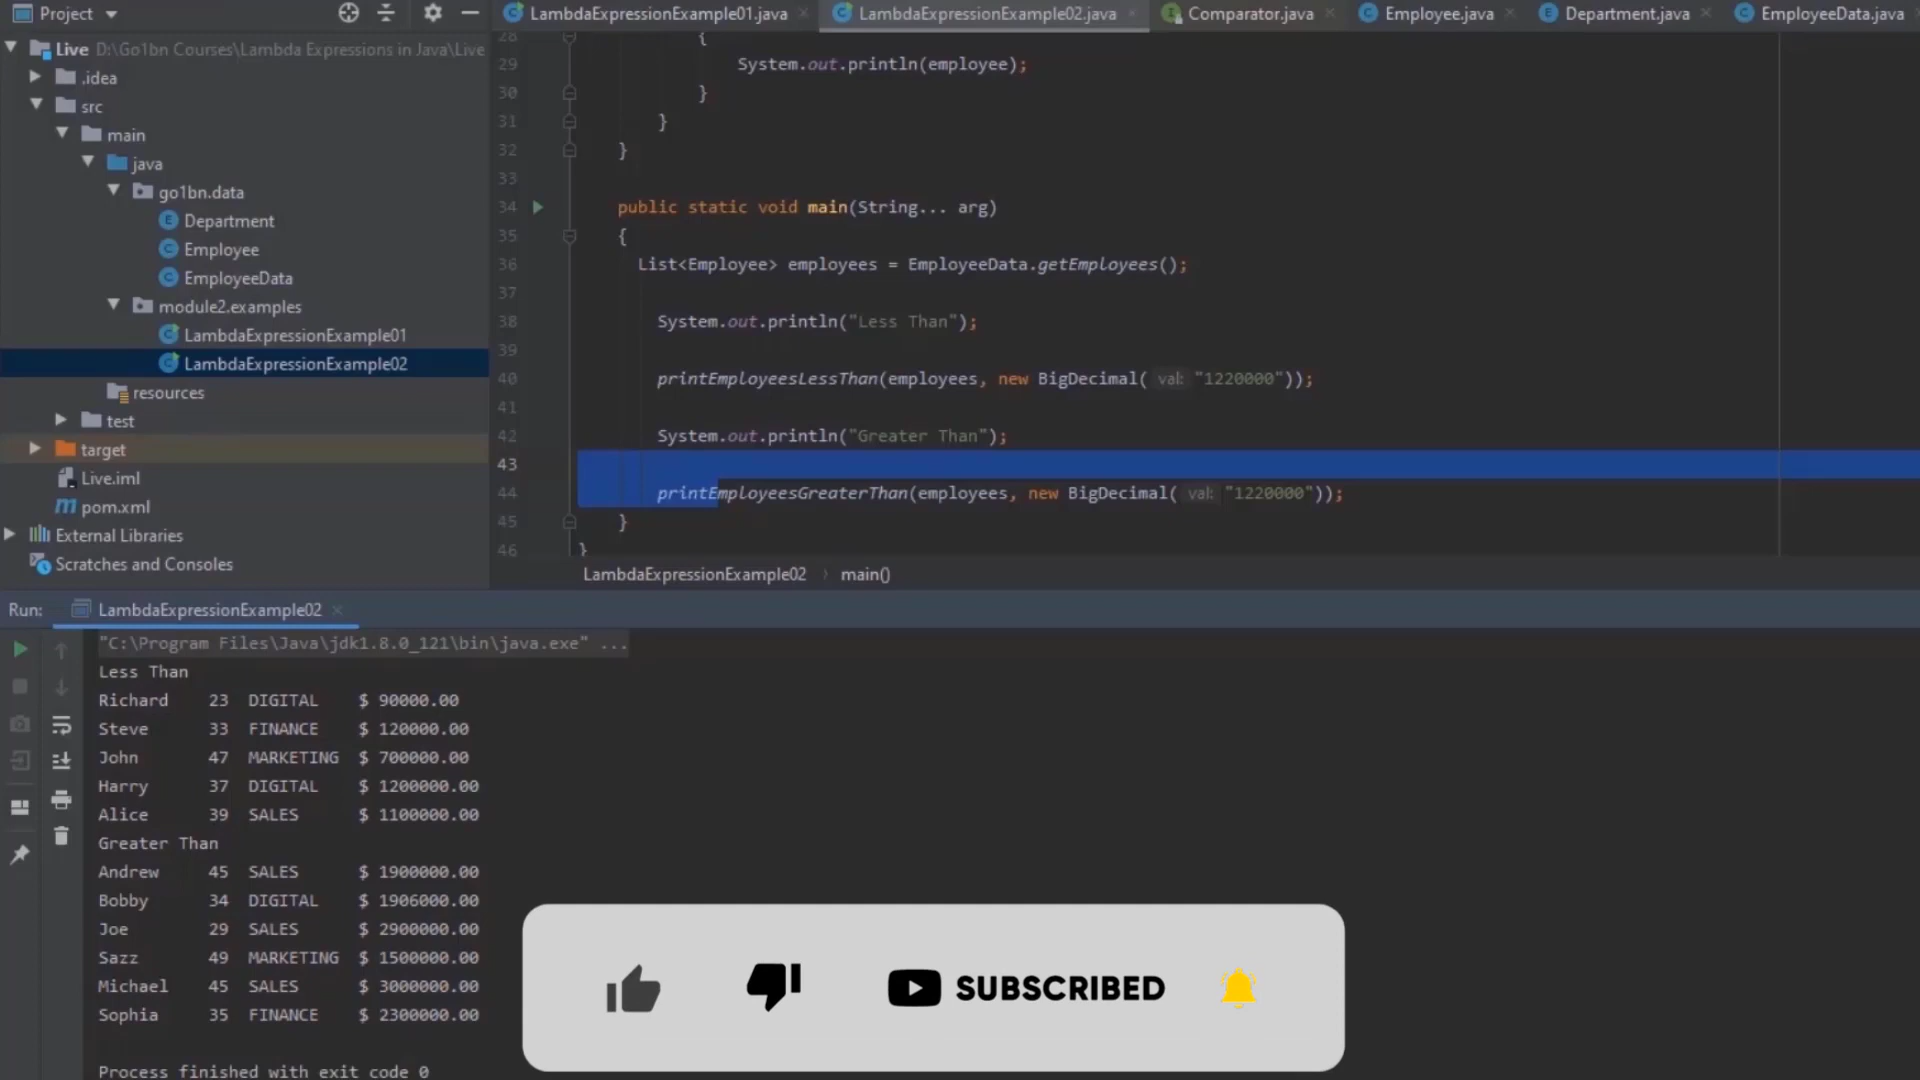 Project
LambdaExpressionExample01.java
LambdaExpressionExample02.java
Comparator.java
Employee.java
Department.java
EmployeeData.java
Live D:\Go1bn Courses\Lambda Expressions in Java\Live
.idea
src
main
java
go1bn.data
Department
Employee
EmployeeData
module2.examples
LambdaExpressionExample01
LambdaExpressionExample02
resources
test
target
Live.iml
pom.xml
External Libraries
Scratches and Consoles
28 {
29 System.out.println(employee);
30 }
31 }
32 }
33
34 public static void main(String... arg)
35 {
36 List<Employee> employees = EmployeeData.getEmployees();
37
38 System.out.println("Less Than");
39
40 printEmployeesLessThan(employees, new BigDecimal( val: "1220000"));
41
42 System.out.println("Greater Than");
43
44 printEmployeesGreaterThan(employees, new BigDecimal( val: "1220000"));
45 }
46 }
LambdaExpressionExample02 › main()
Run: LambdaExpressionExample02
"C:\Program Files\Java\jdk1.8.0_121\bin\java.exe" ...
Less Than
Richard 23 DIGITAL $ 90000.00
Steve 33 FINANCE $ 120000.00
John 47 MARKETING $ 700000.00
Harry 37 DIGITAL $ 1200000.00
Alice 39 SALES $ 1100000.00
Greater Than
Andrew 45 SALES $ 1900000.00
Bobby 34 DIGITAL $ 1906000.00
Joe 29 SALES $ 2900000.00
Sazz 49 MARKETING $ 1500000.00
Michael 45 SALES $ 3000000.00
Sophia 35 FINANCE $ 2300000.00
Process finished with exit code 0
SUBSCRIBED